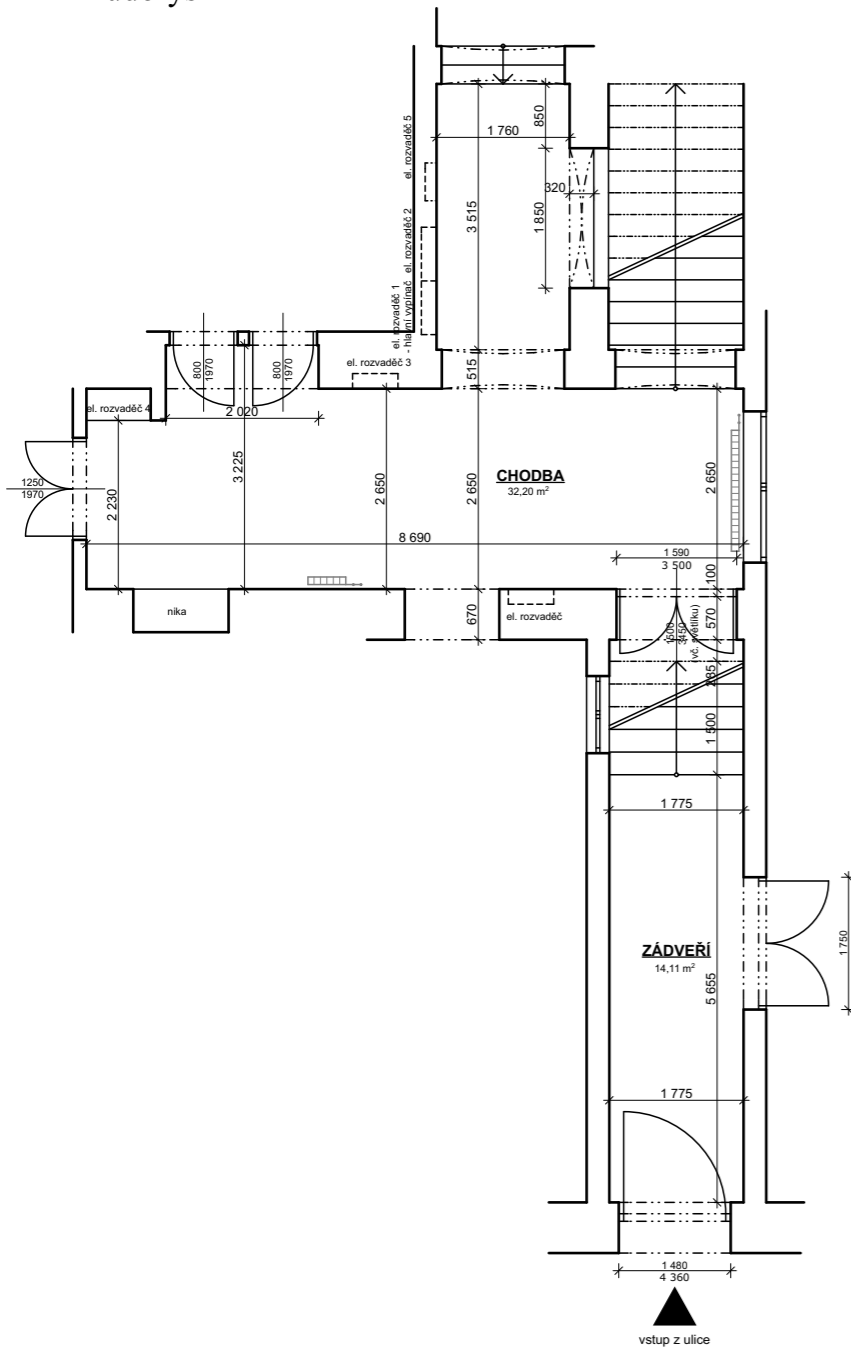 850
1 760
el. rozvaděč 5
320
3 515
1 850
el. rozvaděč 2
el. rozvaděč 1
- hlavní vypínač
800
1970
800
1970
el. rozvaděč 3
515
el. rozvaděč 4
2 020
3 225
2 650
2 650
CHODBA
32,20 m²
2 650
1250
1970
2 230
8 690
1 590
3 500
100
nika
670
el. rozvaděč
570
1500
3450
(vč. světlíku)
285
1 500
1 775
ZÁDVEŘÍ
14,11 m²
1 750
5 655
1 775
1 480
4 360
vstup z ulice